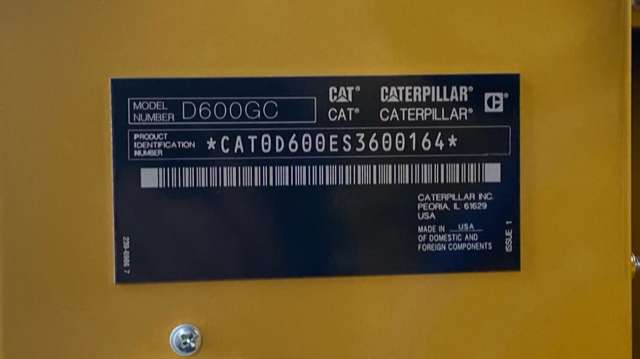 MODEL NUMBER D600GC
CAT® CATERPILLAR®
CAT® CATERPILLAR®
PRODUCT IDENTIFICATION NUMBER *CAT0D600ES3600164*
CATERPILLAR INC.
PEORIA, IL 61629
USA
MADE IN USA
OF DOMESTIC AND
FOREIGN COMPONENTS
ISSUE 1